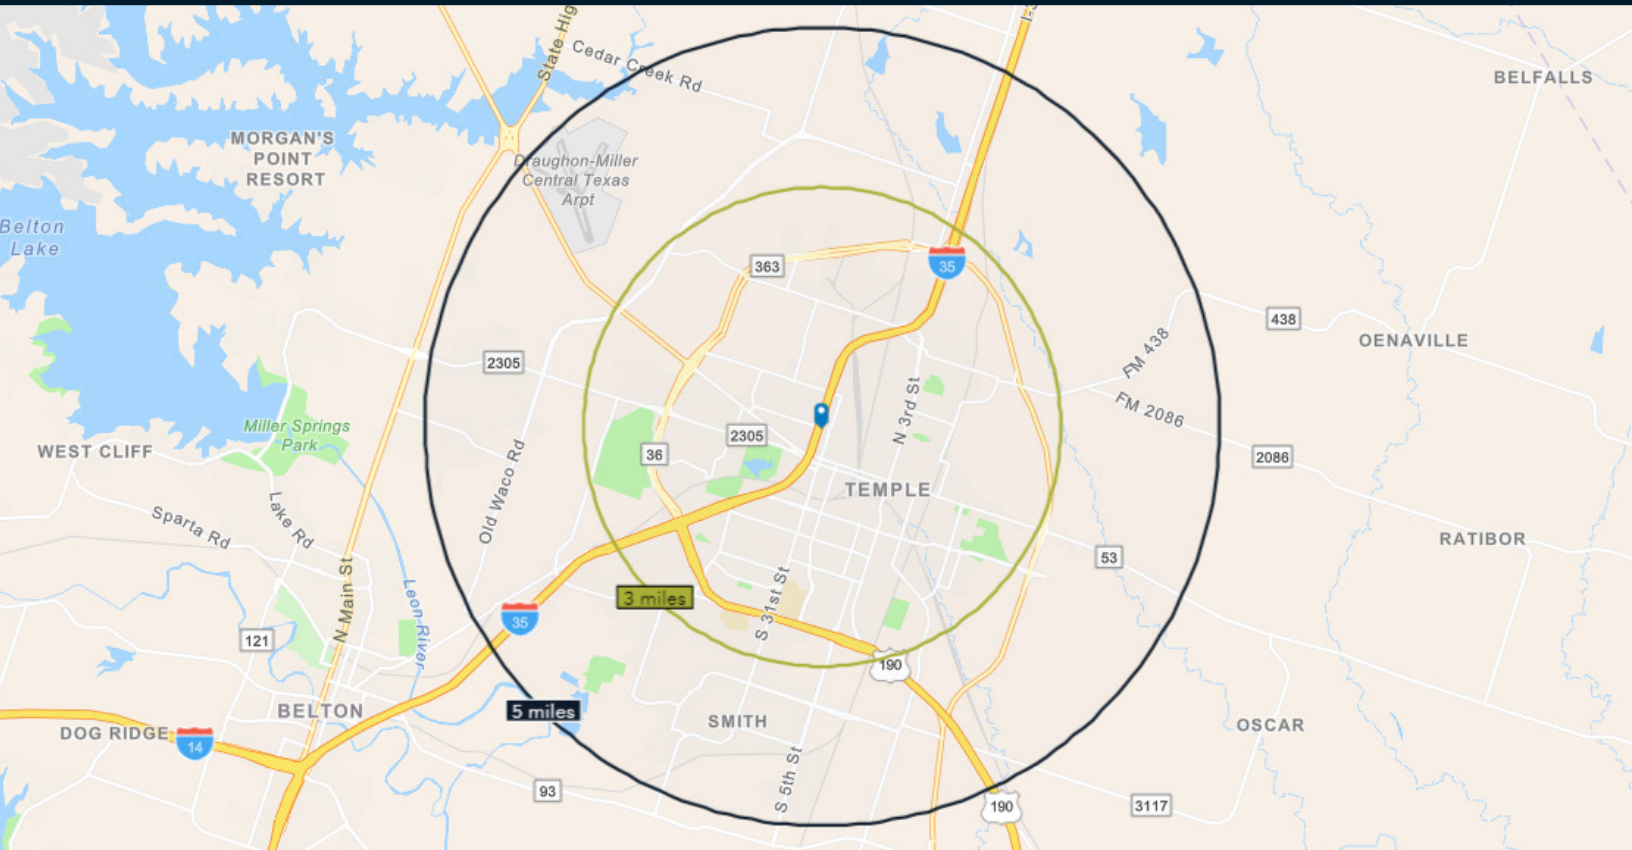 State Hig
I-3
Cedar Creek Rd
BELFALLS
MORGAN'S
POINT
RESORT
Draughon-Miller
Central Texas
Arpt
Belton
Lake
363
35
438
OENAVILLE
FM 438
2305
N 3rd St
FM 2086
Miller Springs
Park
2305
WEST CLIFF
36
2086
Old Waco Rd
TEMPLE
Lake Rd
Sparta Rd
RATIBOR
53
N Main St
Leon River
3 miles
S 31st St
35
121
190
BELTON
5 miles
SMITH
OSCAR
DOG RIDGE
14
S 5th St
93
190
3117